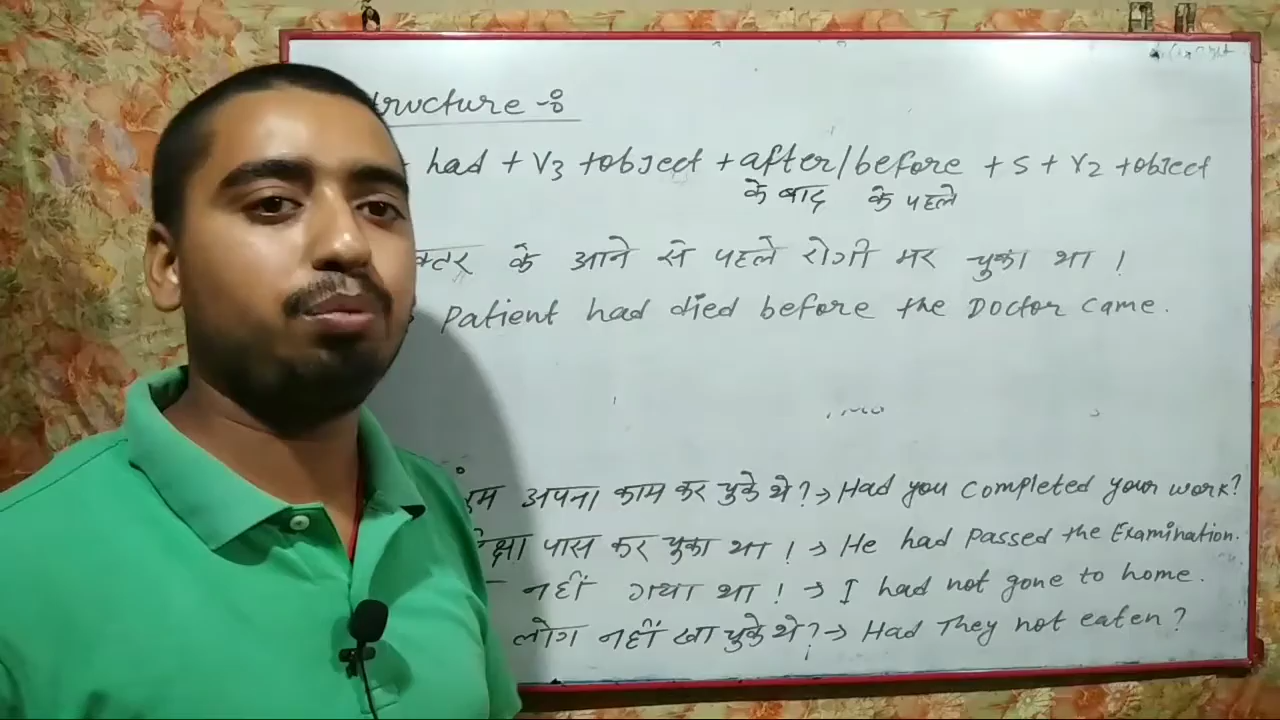 tructure -:
had + V3 + object + after/before + S + V2 + object
के बाद के पहले
क्टर के आने से पहले रोगी मर चुका था !
Patient had died before the Doctor came.
तुम अपना काम कर चुके थे? → Had you completed your work?
क्षा पास कर चुका था ! → He had passed the Examination.
नहीं गया था ! → I had not gone to home.
लोग नहीं खा चुके थे? → Had They not eaten?